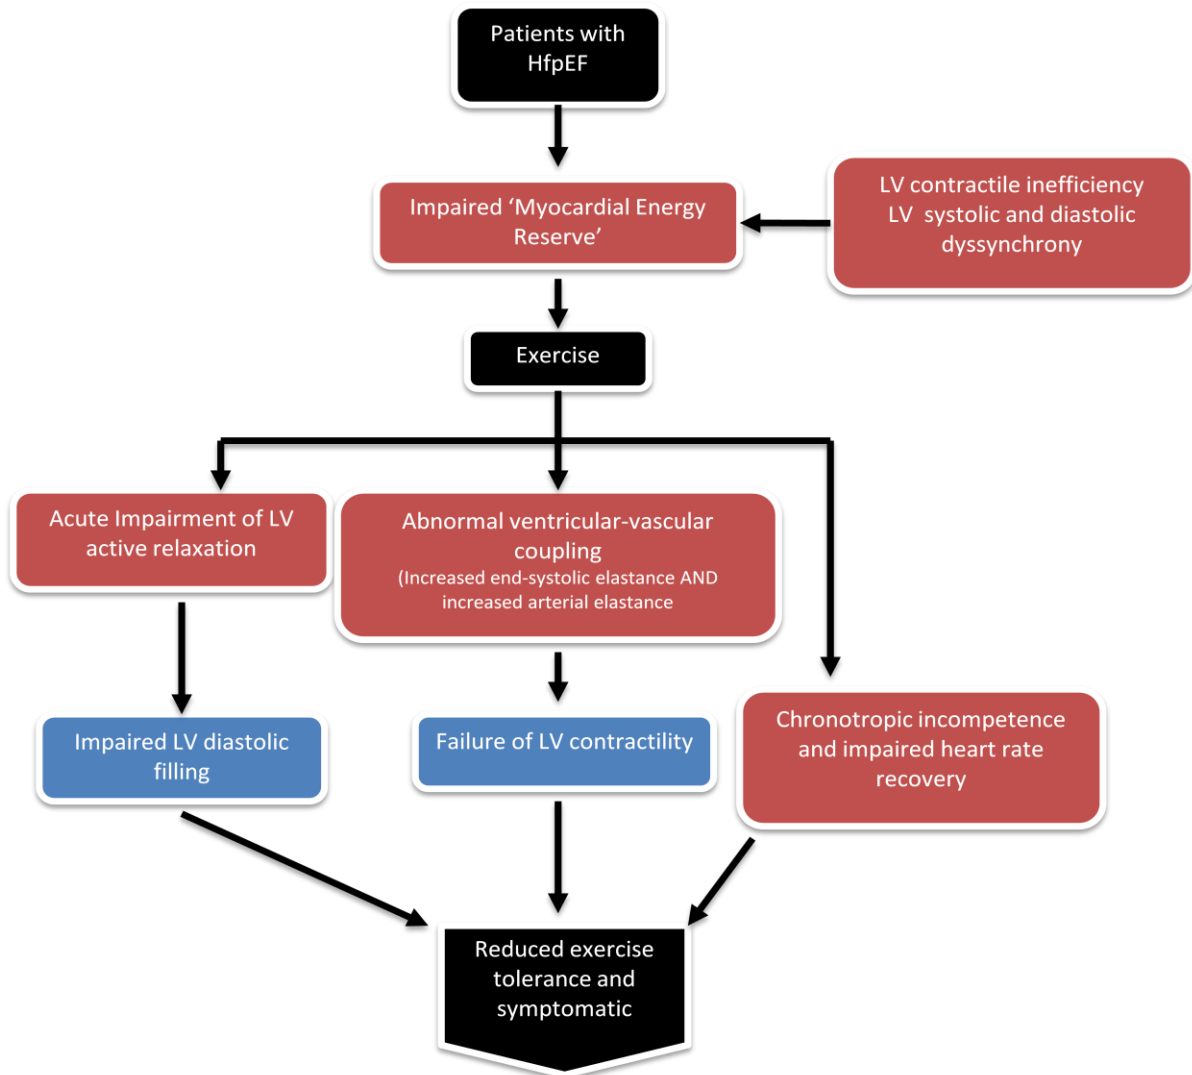 Patients with
HfpEF
Impaired ‘Myocardial Energy
Reserve’
LV contractile inefficiency
LV systolic and diastolic
dyssynchrony
Exercise
Acute Impairment of LV
active relaxation
Abnormal ventricular-vascular
coupling
(Increased end-systolic elastance AND
increased arterial elastance
Impaired LV diastolic
filling
Failure of LV contractility
Chronotropic incompetence
and impaired heart rate
recovery
Reduced exercise
tolerance and
symptomatic